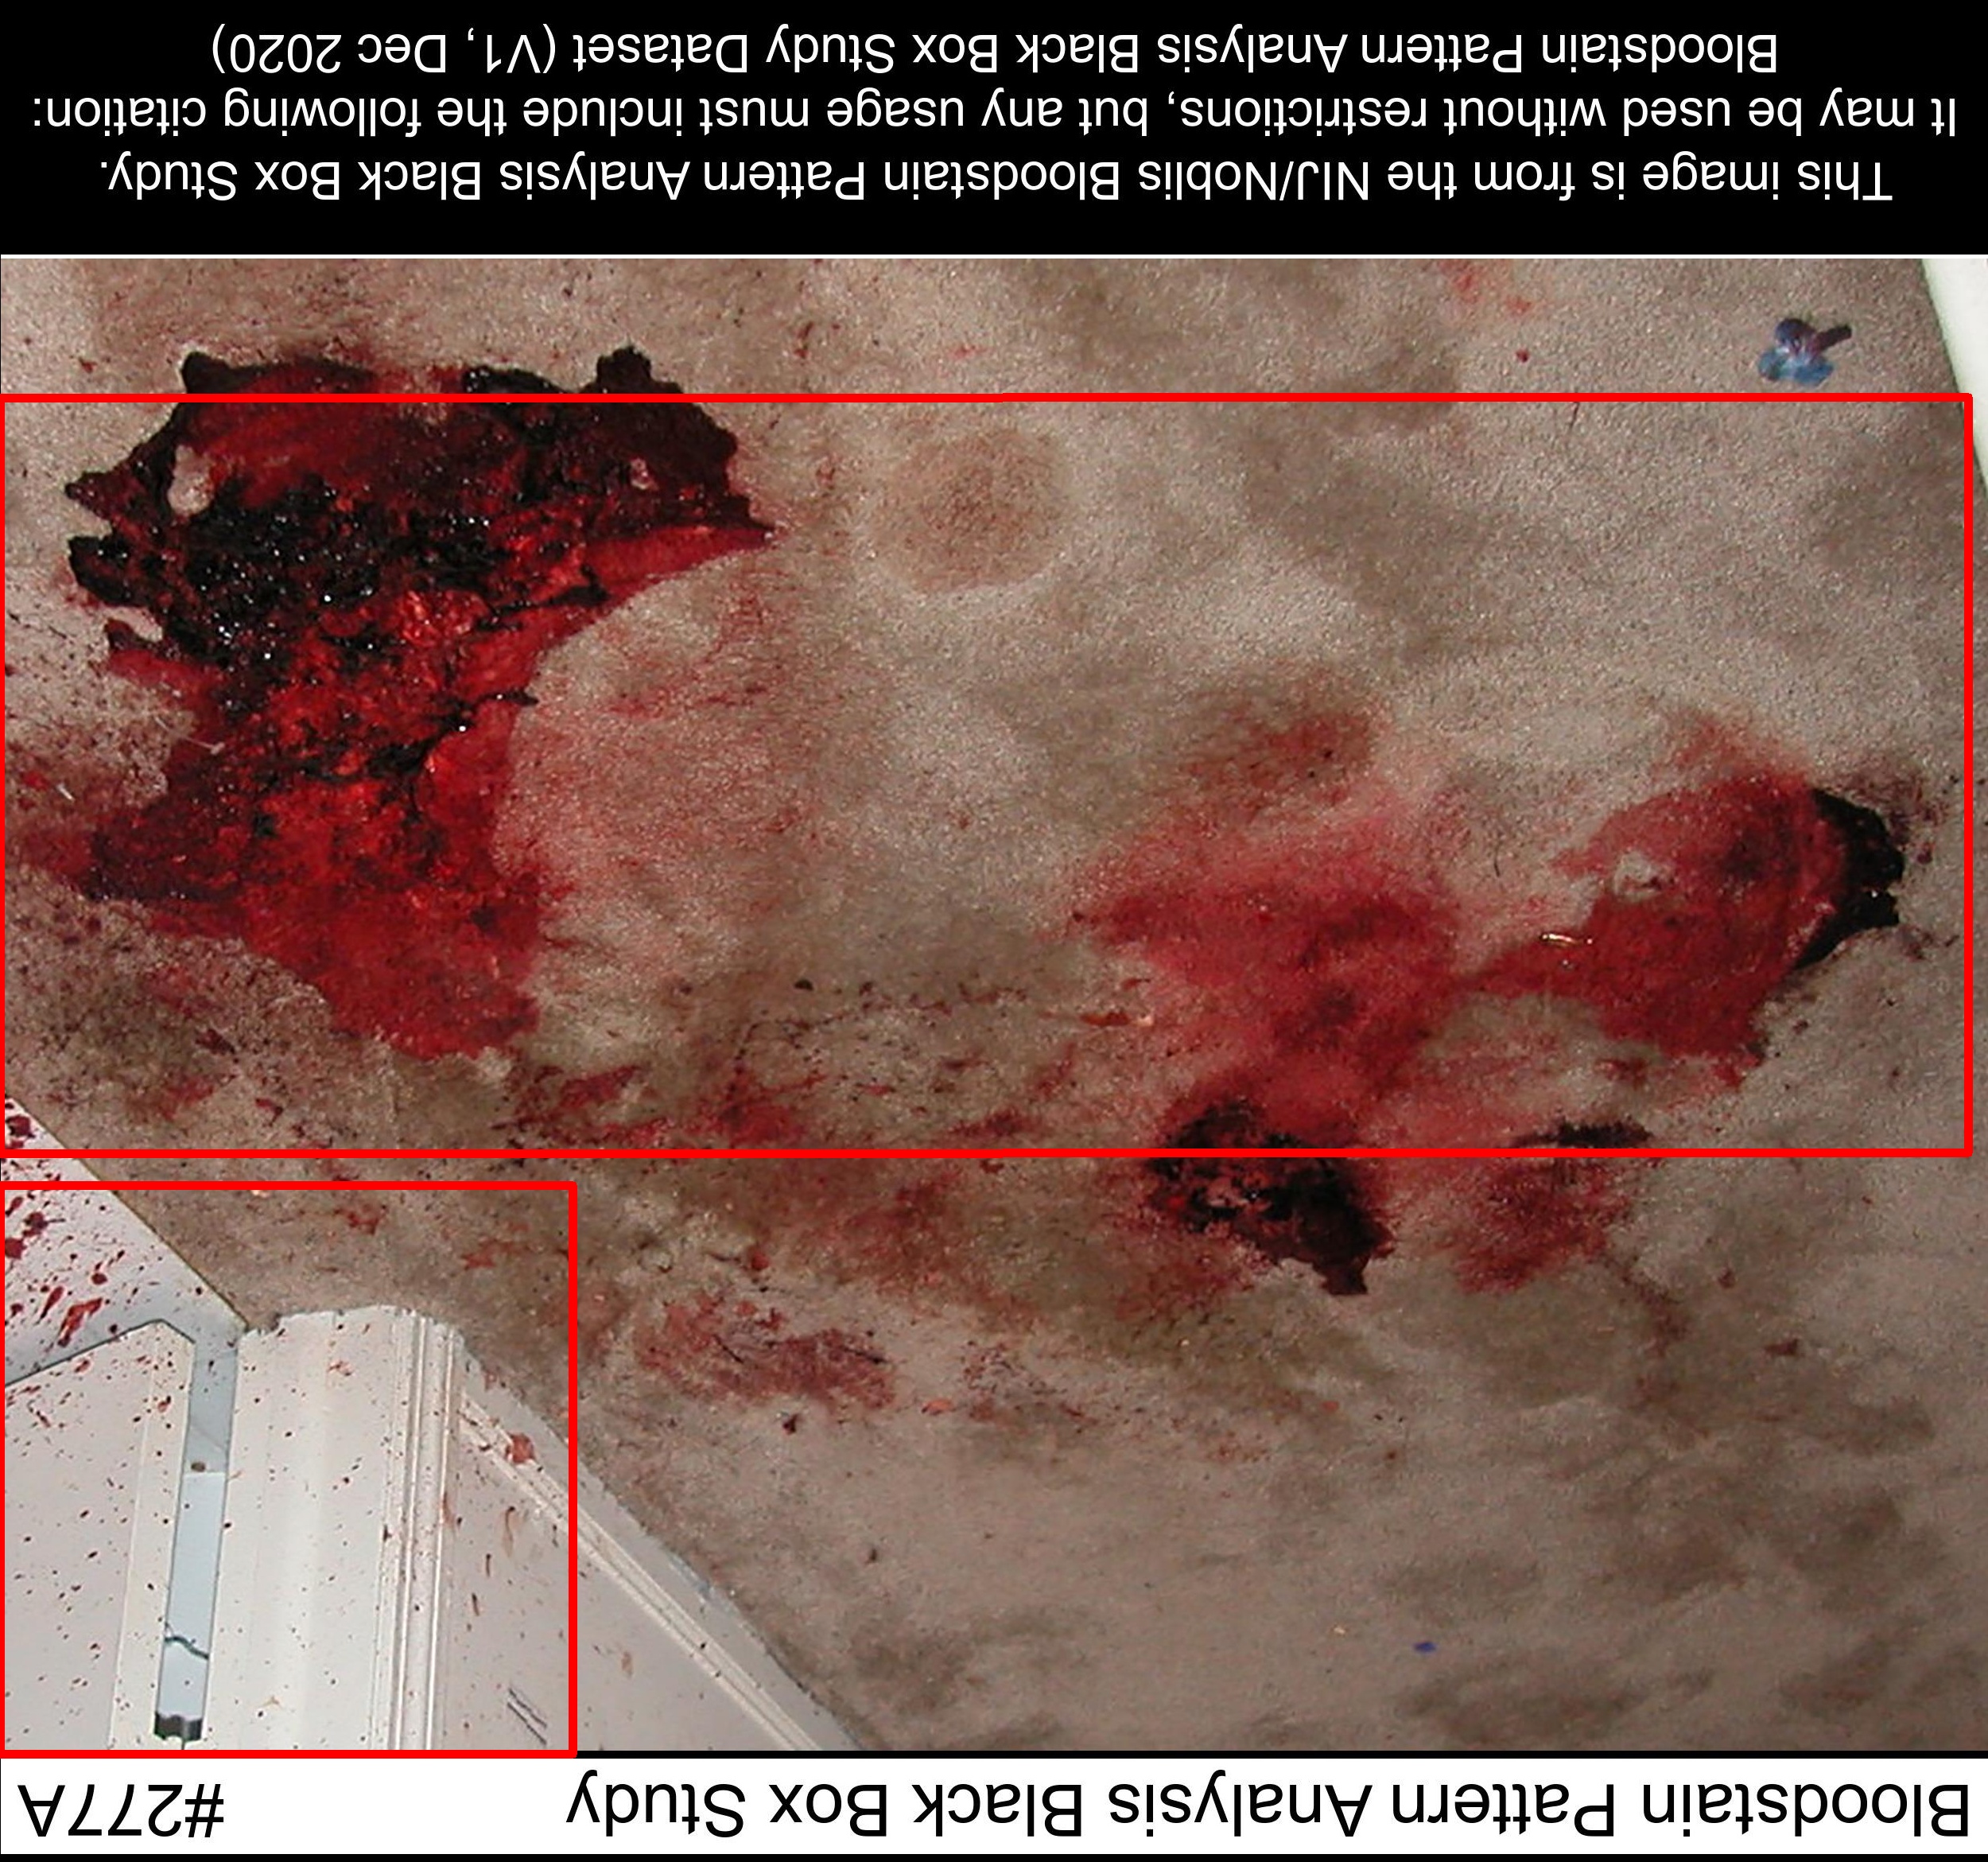 Bloodstain Pattern Analysis Black Box Study #277A
This image is from the NIJ/Noblis Bloodstain Pattern Analysis Black Box Study.
It may be used without restrictions, but any usage must include the following citation:
Bloodstain Pattern Analysis Black Box Study Dataset (V1, Dec 2020)